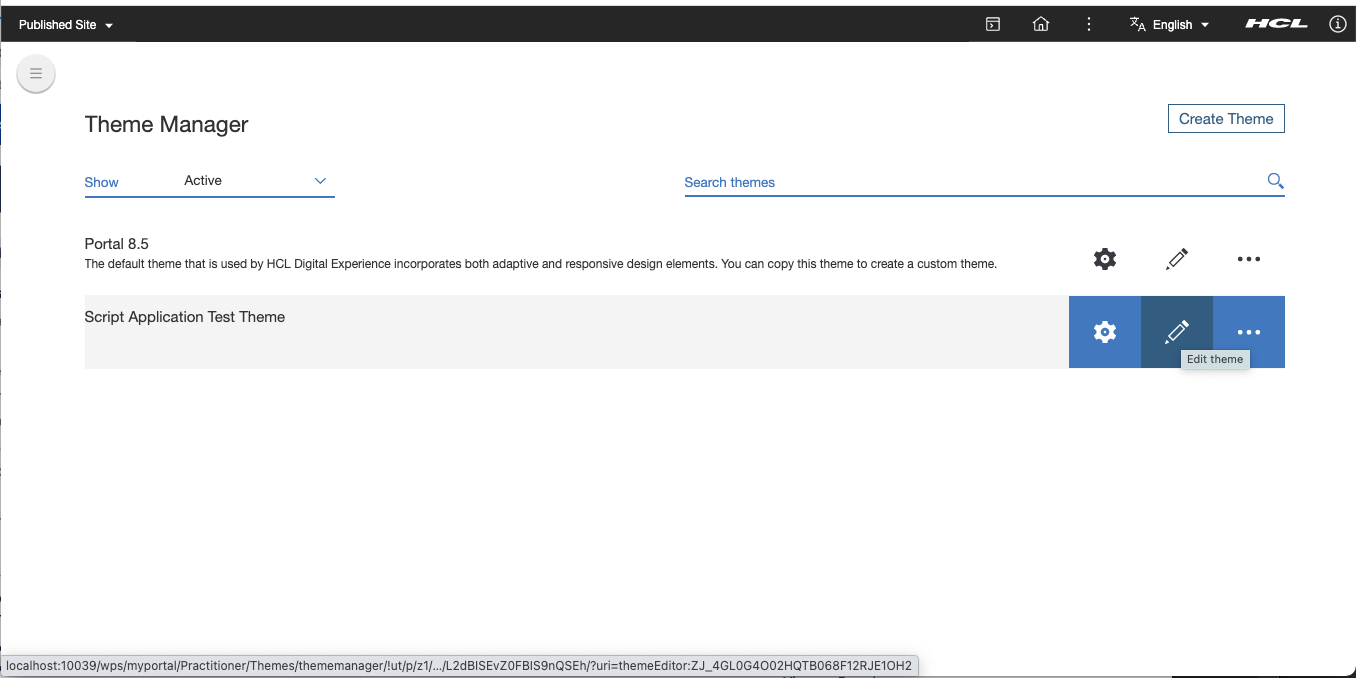 Published Site
English
HCL
Theme Manager
Create Theme
Show
Active
Search themes
Portal 8.5
The default theme that is used by HCL Digital Experience incorporates both adaptive and responsive design elements. You can copy this theme to create a custom theme.
Script Application Test Theme
Edit theme
localhost:10039/wps/myportal/Practitioner/Themes/thememanager/!ut/p/z1/.../L2dBISEvZ0FBIS9nQSEh/?uri=themeEditor:ZJ_4GL0G4O02HQTB068F12RJE1OH2